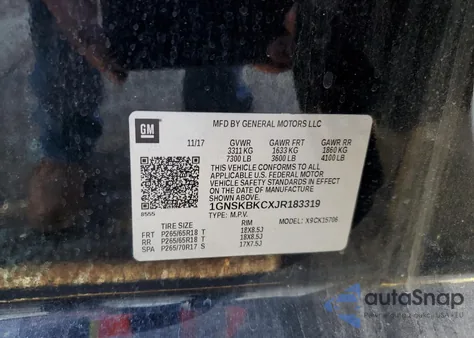 GM
MFD BY GENERAL MOTORS LLC
11/17 GVWR GAWR FRT GAWR RR
3311 KG 1633 KG 1860 KG
7300 LB 3600 LB 4100 LB
THIS VEHICLE CONFORMS TO ALL
APPLICABLE U.S. FEDERAL MOTOR
VEHICLE SAFETY STANDARDS IN EFFECT
ON THE DATE OF MANUFACTURE
SHOWN ABOVE.
1GNSKBKCXJR183319
8555 TYPE: M.P.V. MODEL: X9CK15706
TIRE SIZE RIM
FRT P265/65R18 T 18X8.5J
RR P265/65R18 T 18X8.5J
SPA P265/70R17 S 17X7.5J
autoSnap